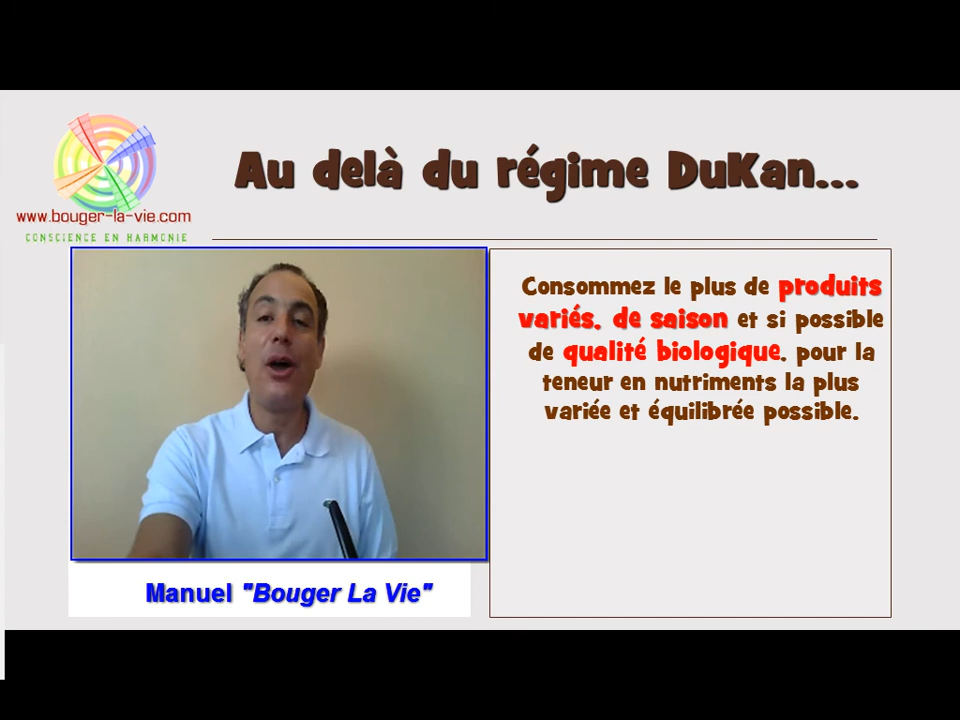 Au delà du régime DuKan...
www.bouger-la-vie.com
CONSCIENCE EN HARMONIE
Consommez le plus de produits
variés, de saison et si possible
de qualité biologique, pour la
teneur en nutriments la plus
variée et équilibrée possible.
Manuel "Bouger La Vie"